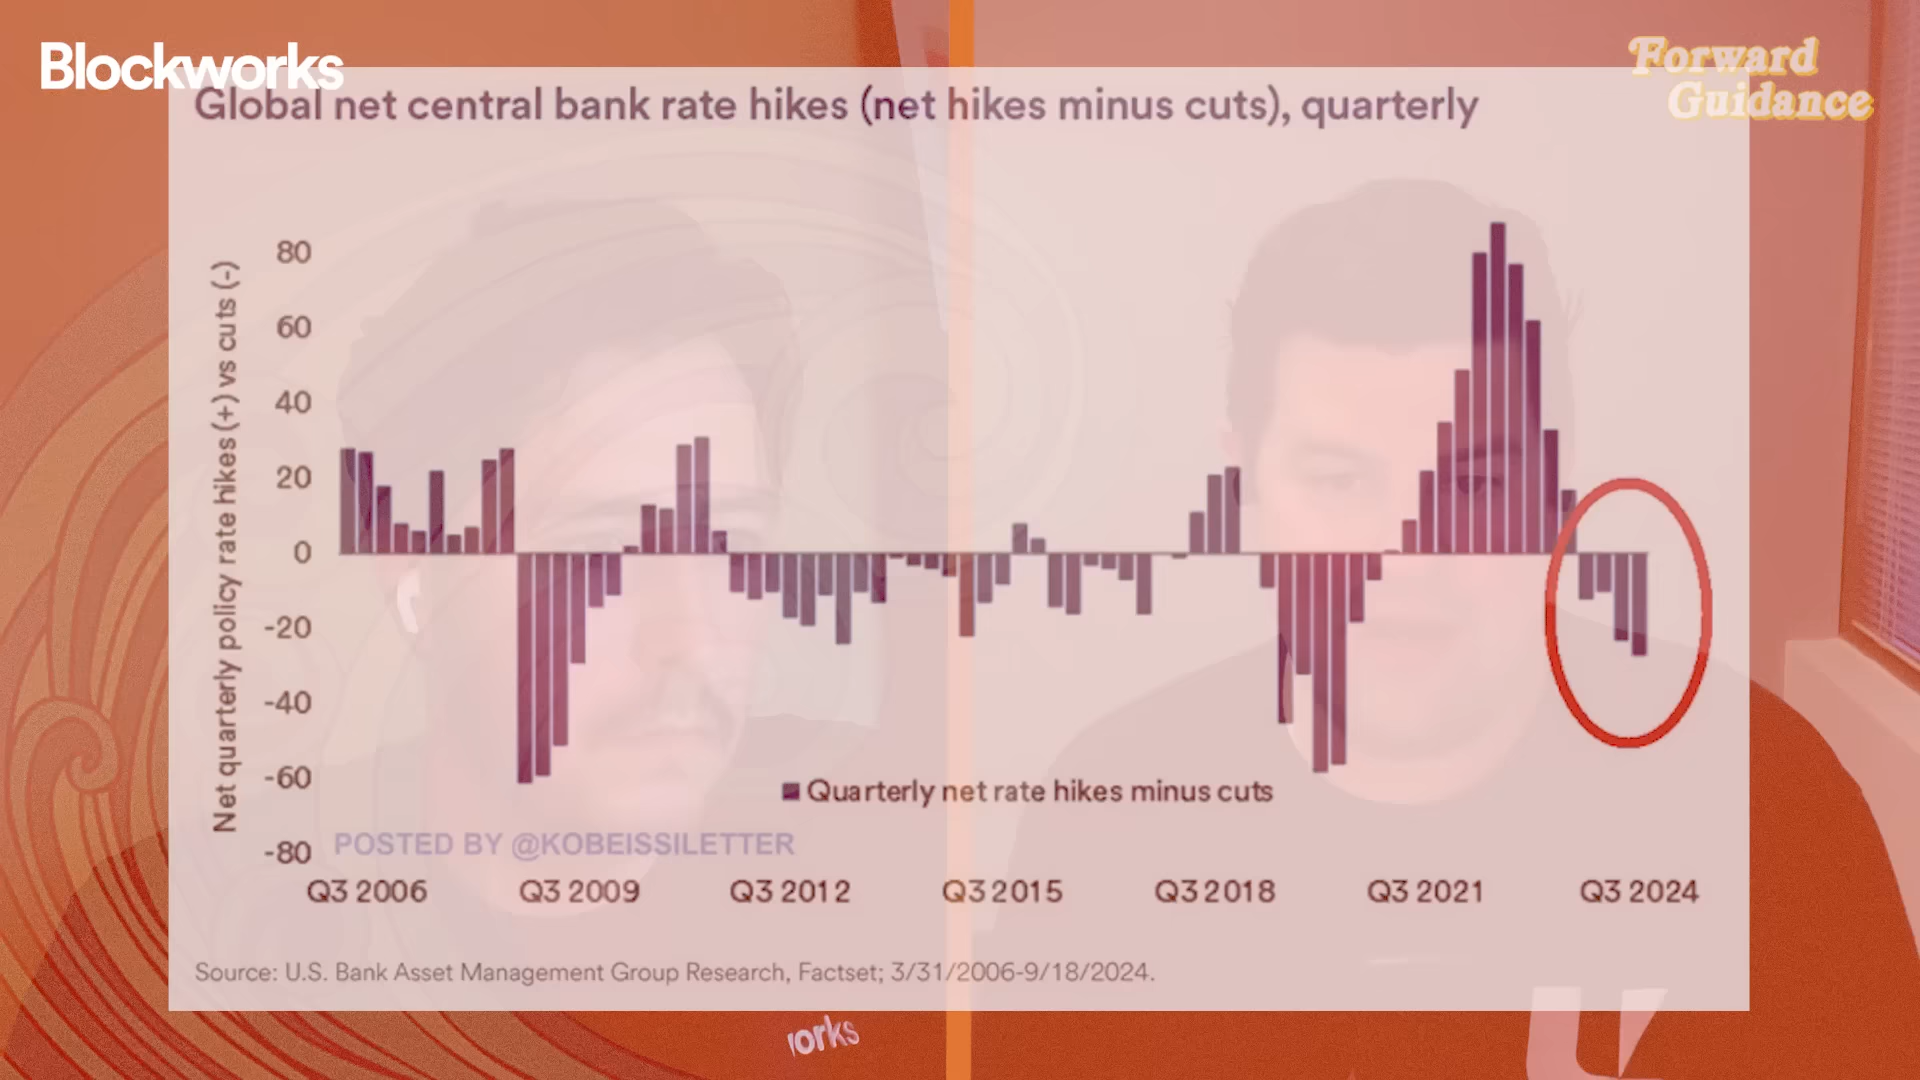 Blockworks
Forward
Guidance
Global net central bank rate hikes (net hikes minus cuts), quarterly
Net quarterly policy rate hikes (+) vs cuts (-)
80
60
40
20
0
-20
-40
-60
-80
Quarterly net rate hikes minus cuts
POSTED BY @KOBEISSILETTER
Q3 2006 Q3 2009 Q3 2012 Q3 2015 Q3 2018 Q3 2021 Q3 2024
Source: U.S. Bank Asset Management Group Research, Factset; 3/31/2006-9/18/2024.